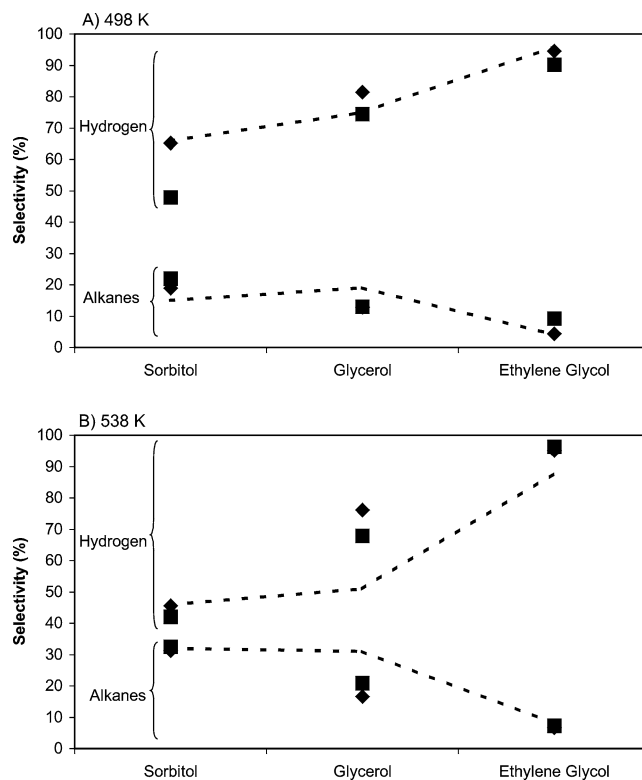 A) 498 K
100
90
80
70
60
50
40
30
20
10
0
Selectivity (%)
Hydrogen
Alkanes
Sorbitol
Glycerol
Ethylene Glycol
B) 538 K
100
90
80
70
60
50
40
30
20
10
0
Selectivity (%)
Hydrogen
Alkanes
Sorbitol
Glycerol
Ethylene Glycol